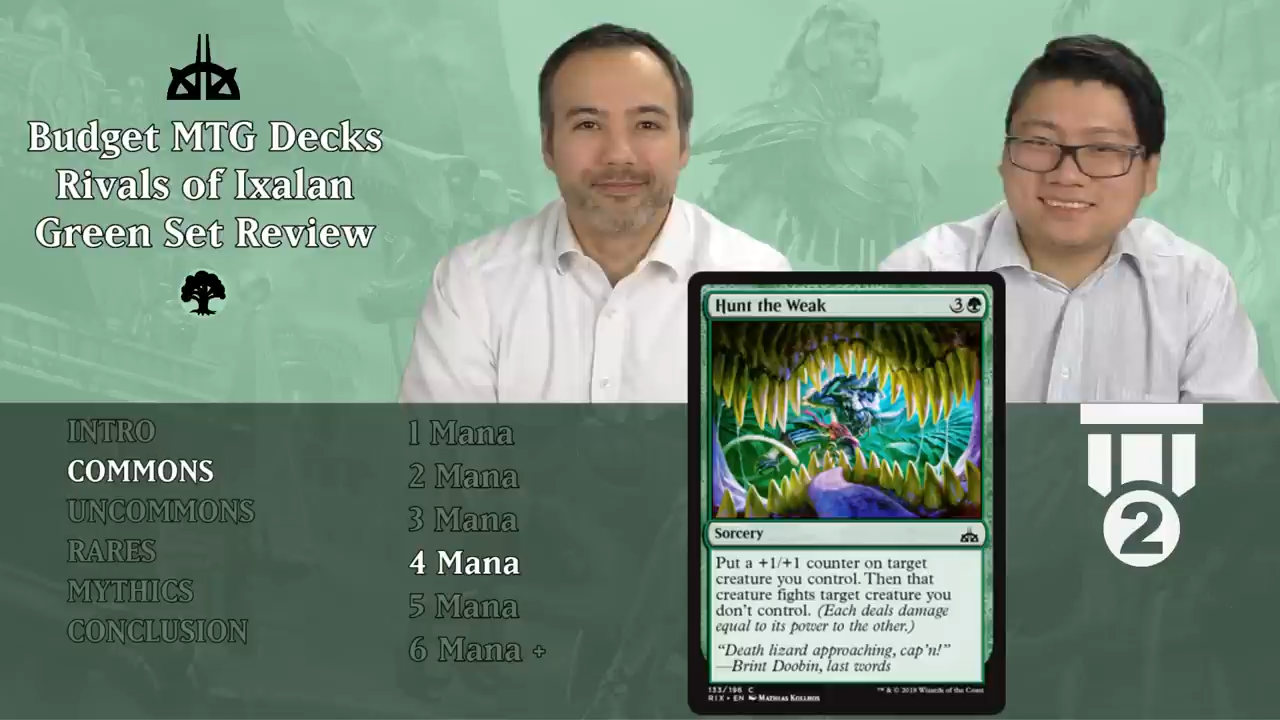 Budget MTG Decks
Rivals of Ixalan
Green Set Review
INTRO
COMMONS
UNCOMMONS
RARES
MYTHICS
CONCLUSION
1 Mana
2 Mana
3 Mana
4 Mana
5 Mana
6 Mana +
Hunt the Weak 3
Sorcery
Put a +1/+1 counter on target
creature you control. Then that
creature fights target creature you
don't control. (Each deals damage
equal to its power to the other.)
"Death lizard approaching, cap'n!"
—Brint Doobin, last words
133/196 C
RIX • EN Mathias Kollros
™ & © 2018 Wizards of the Coast
2